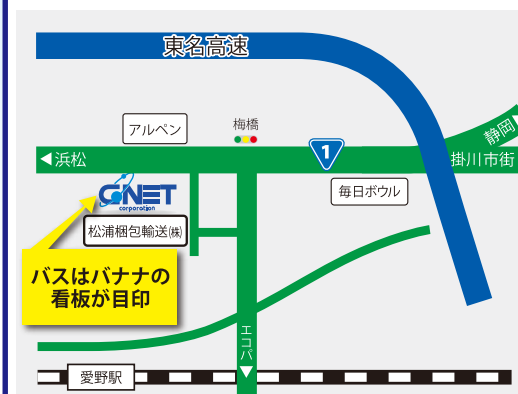 東名高速
アルペン
梅橋
静岡▶
1
◀浜松
掛川市街
GNET
corporation
毎日ボウル
松浦梱包輸送㈱
バスはバナナの
看板が目印
エコパ▼
愛野駅